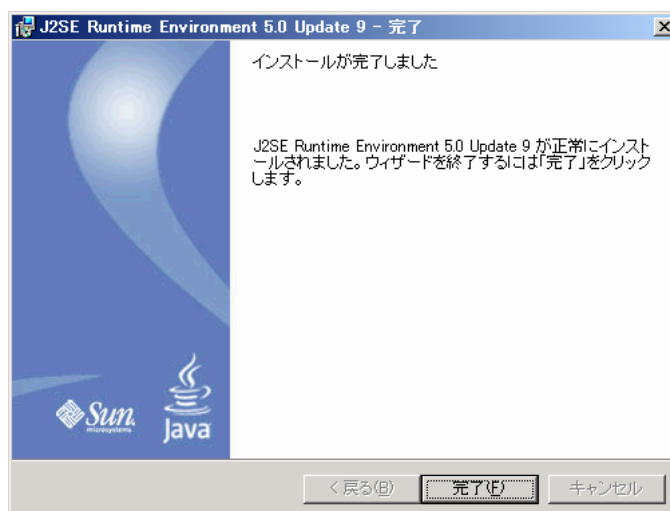 J2SE Runtime Environment 5.0 Update 9 - 完了
インストールが完了しました
J2SE Runtime Environment 5.0 Update 9 が正常にインスト
ールされました。ウィザードを終了するには「完了」をクリック
します。
Sun
microsystems
Java
< 戻る(B)
完了(F)
キャンセル